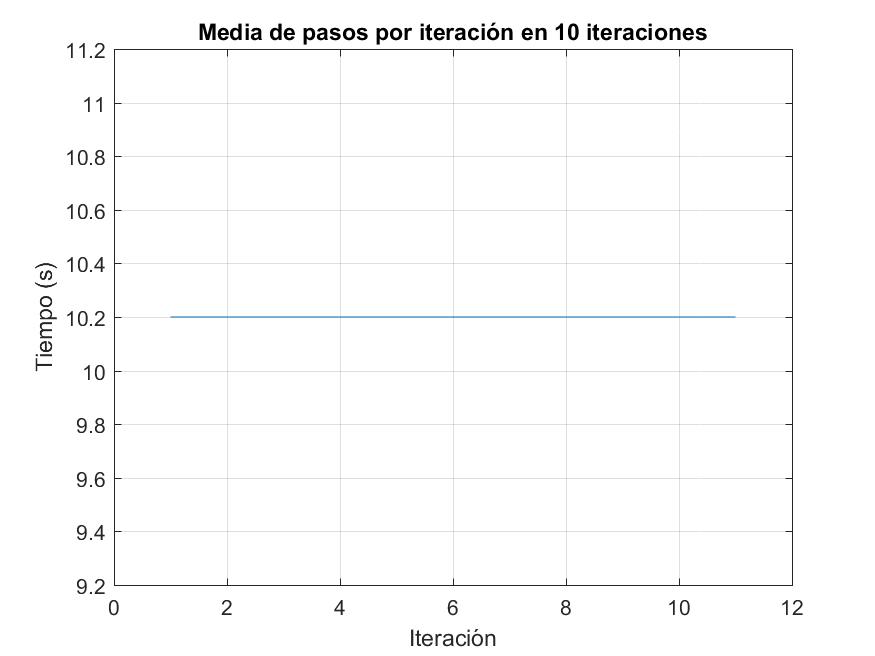 Media de pasos por iteración en 10 iteraciones
11.2
11
10.8
10.6
10.4
10.2
10
9.8
9.6
9.4
9.2
Tiempo (s)
0 2 4 6 8 10 12
Iteración